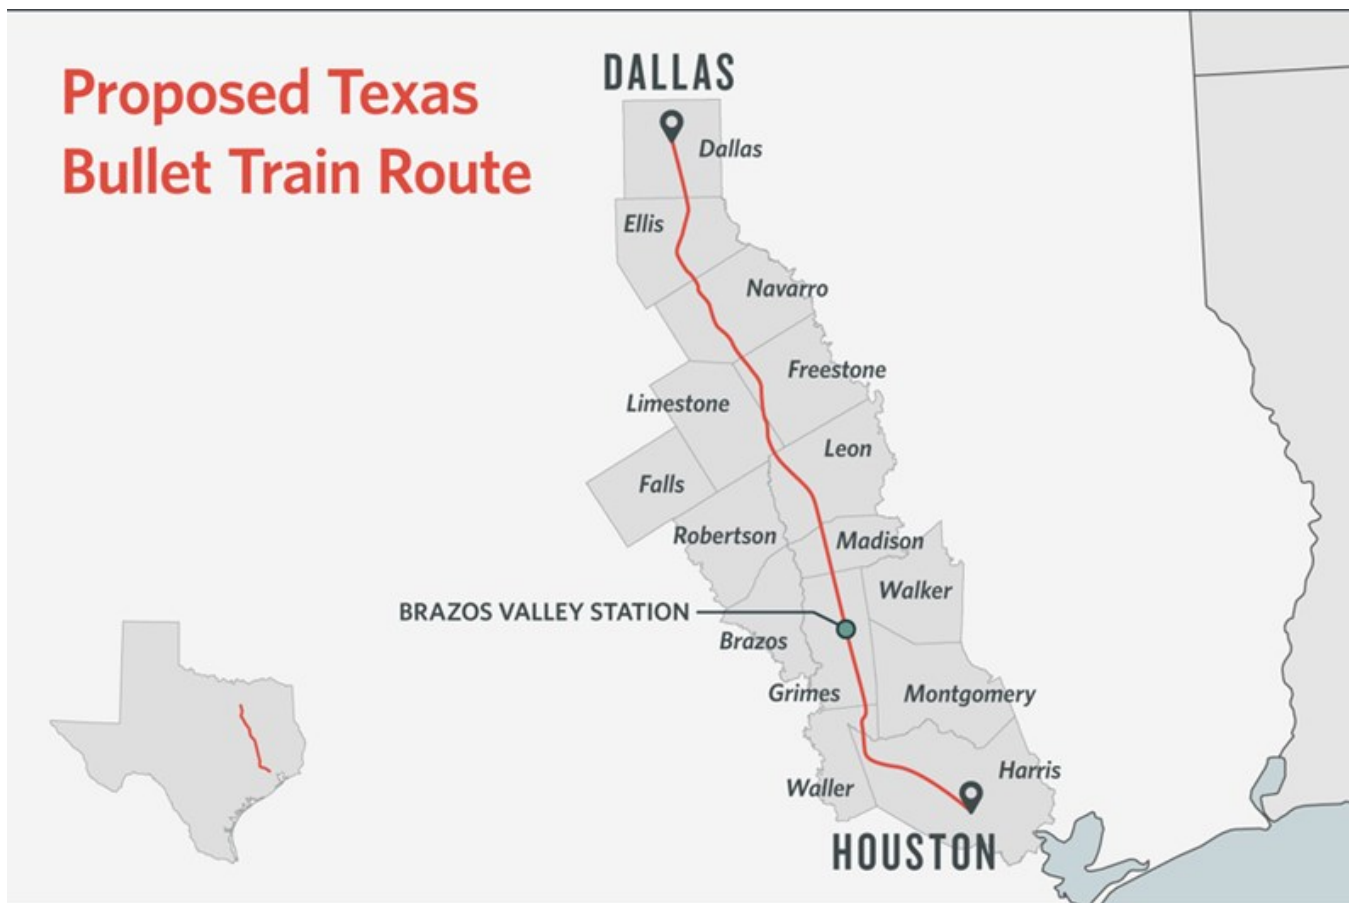 Proposed Texas
Bullet Train Route
DALLAS
Dallas
Ellis
Navarro
Freestone
Limestone
Leon
Falls
Robertson
Madison
Walker
BRAZOS VALLEY STATION
Brazos
Grimes
Montgomery
Harris
Waller
HOUSTON